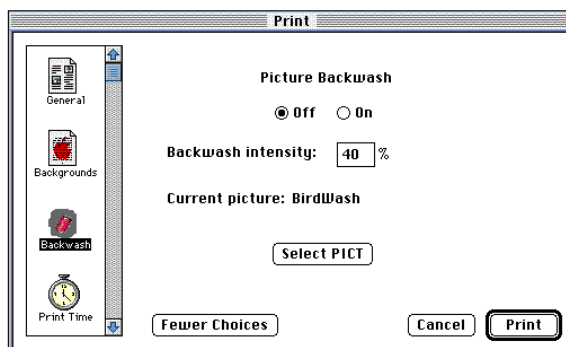 Print
General
Backgrounds
Backwash
Print Time
Picture Backwash
Off On
Backwash intensity: 40 %
Current picture: BirdWash
Select PICT
Fewer Choices Cancel Print